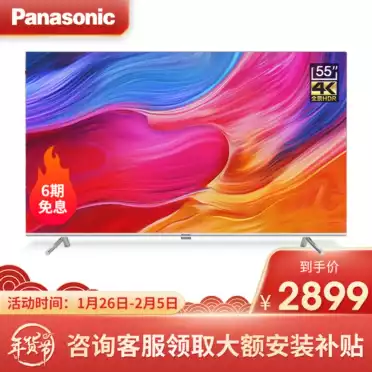 Panasonic
55"
4K
全景HDR
6期
免息
到手价
活动时间：1月26日-2月5日
¥2899
年货节
咨询客服领取大额安装补贴